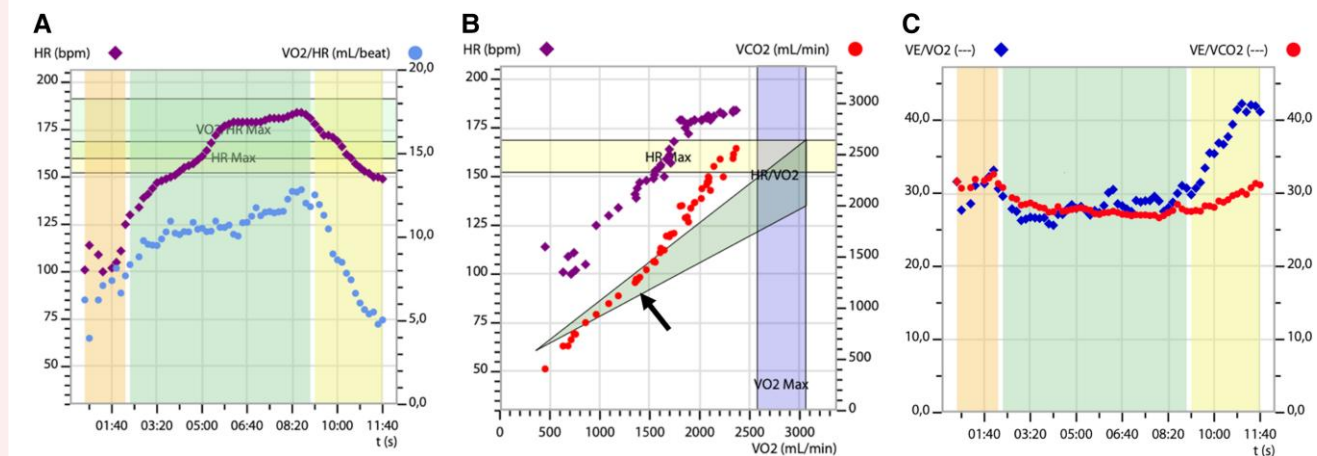 A
HR (bpm)
VO2/HR (mL/beat)
200
175
150
125
100
75
50
20,0
15,0
10,0
5,0
0,0
VO2/HR Max
HR Max
01:40 03:20 05:00 06:40 08:20 10:00 11:40
t (s)
B
HR (bpm)
VCO2 (mL/min)
200
175
150
125
100
75
50
3000
2500
2000
1500
1000
500
0
HR Max
HR/VO2
VO2 Max
0 500 1000 1500 2000 2500 3000
VO2 (mL/min)
C
VE/VO2 (---)
VE/VCO2 (---)
40,0
30,0
20,0
10,0
0,0
40,0
30,0
20,0
10,0
0,0
01:40 03:20 05:00 06:40 08:20 10:00 11:40
t (s)